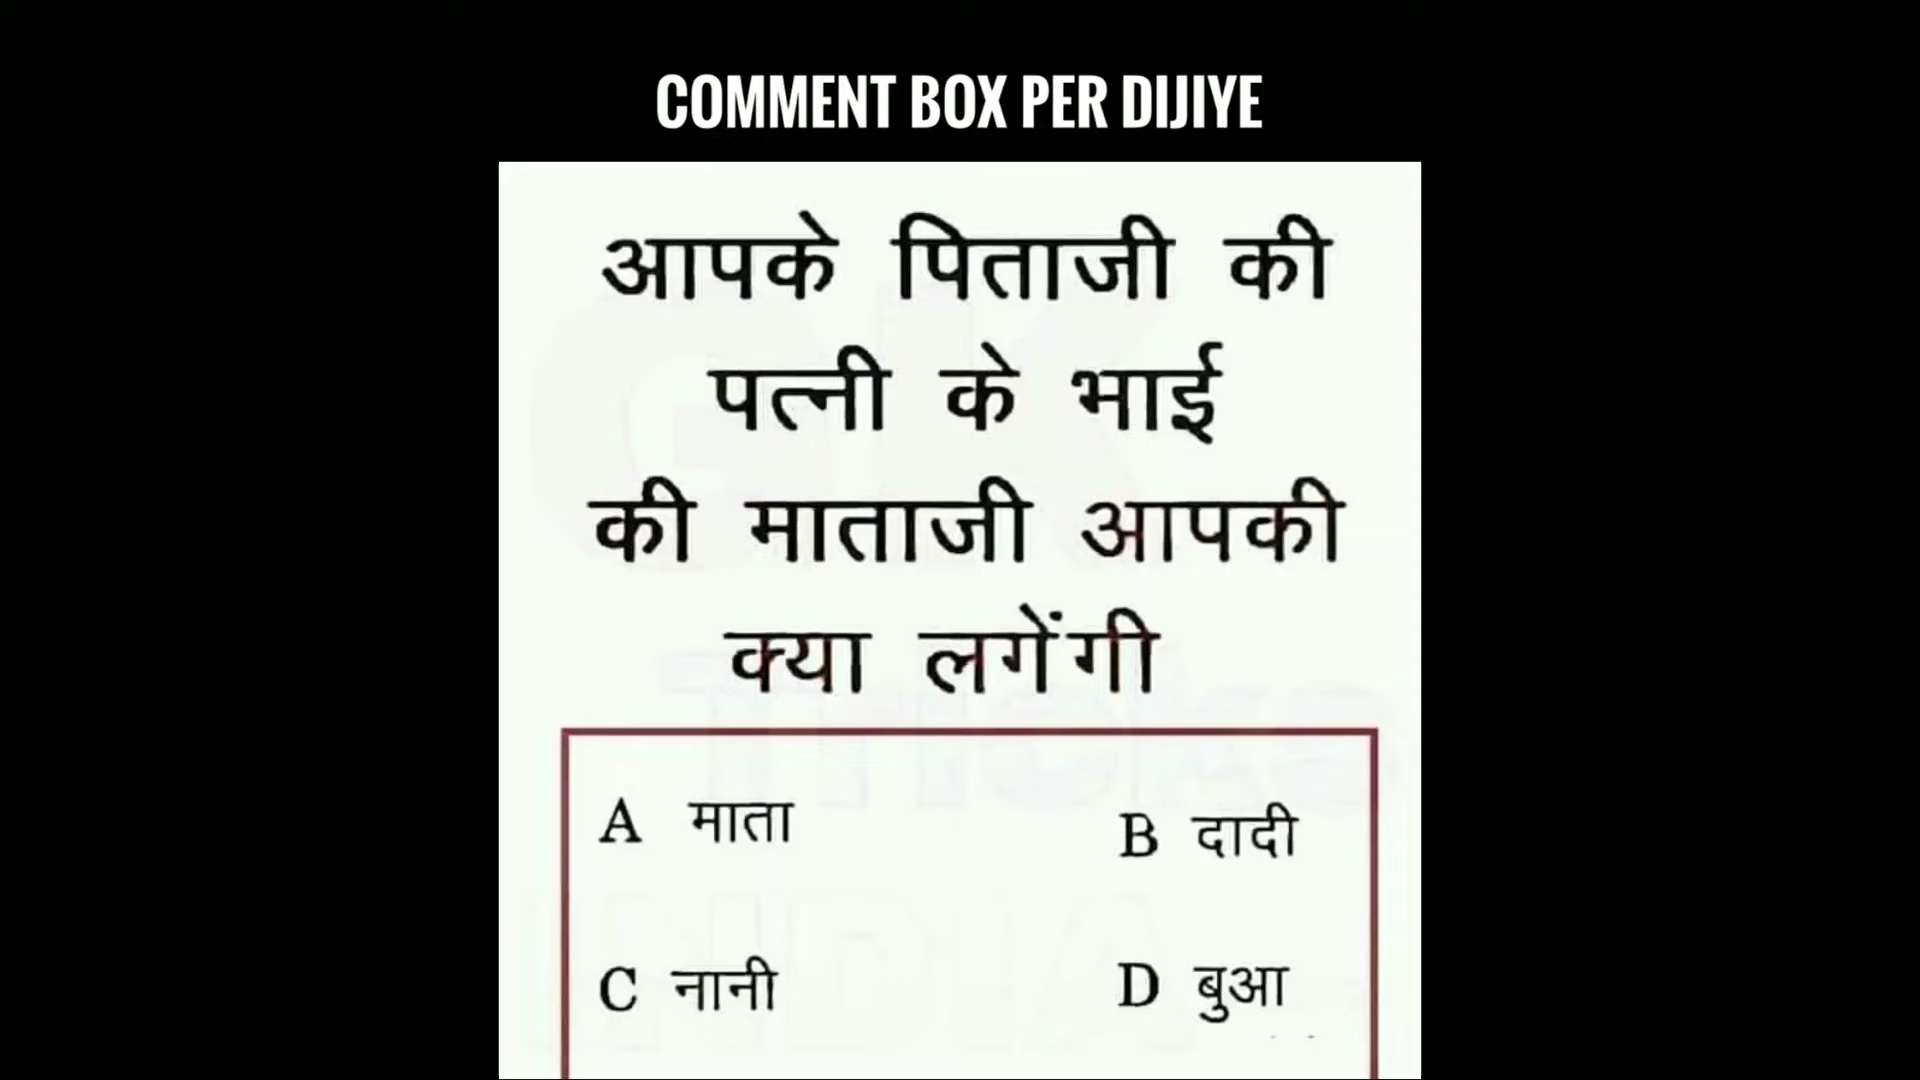 COMMENT BOX PER DIJIYE
आपके पिताजी की
पत्नी के भाई
की माताजी आपकी
क्या लगेंगी
A माता
B दादी
C नानी
D बुआ